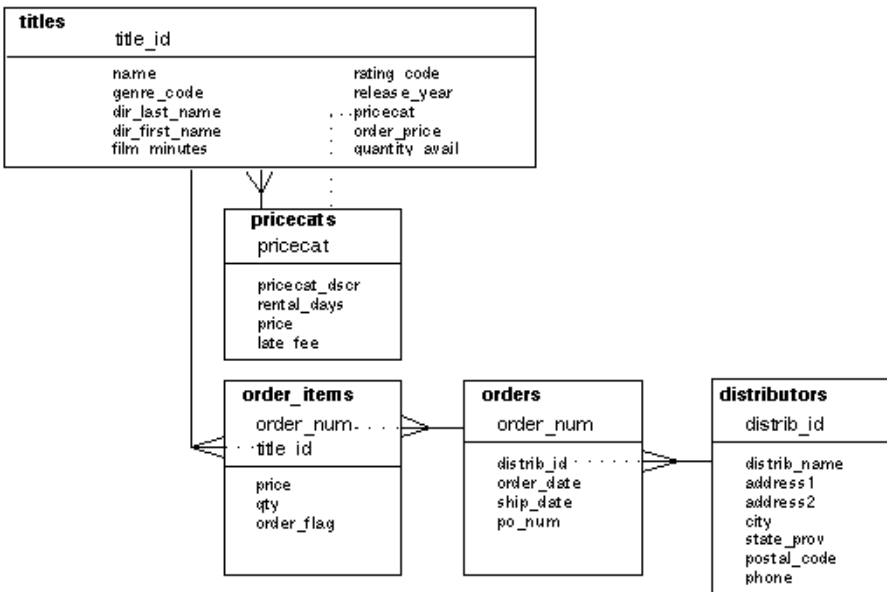 titles
title_id
name rating_code
genre_code release_year
dir_last_name pricecat
dir_first_name order_price
film_minutes quantity_avail
pricecats
pricecat
pricecat_dscr
rental_days
price
late_fee
order_items
order_num
title_id
price
qty
order_flag
orders
order_num
distrib_id
order_date
ship_date
po_num
distributors
distrib_id
distrib_name
address1
address2
city
state_prov
postal_code
phone